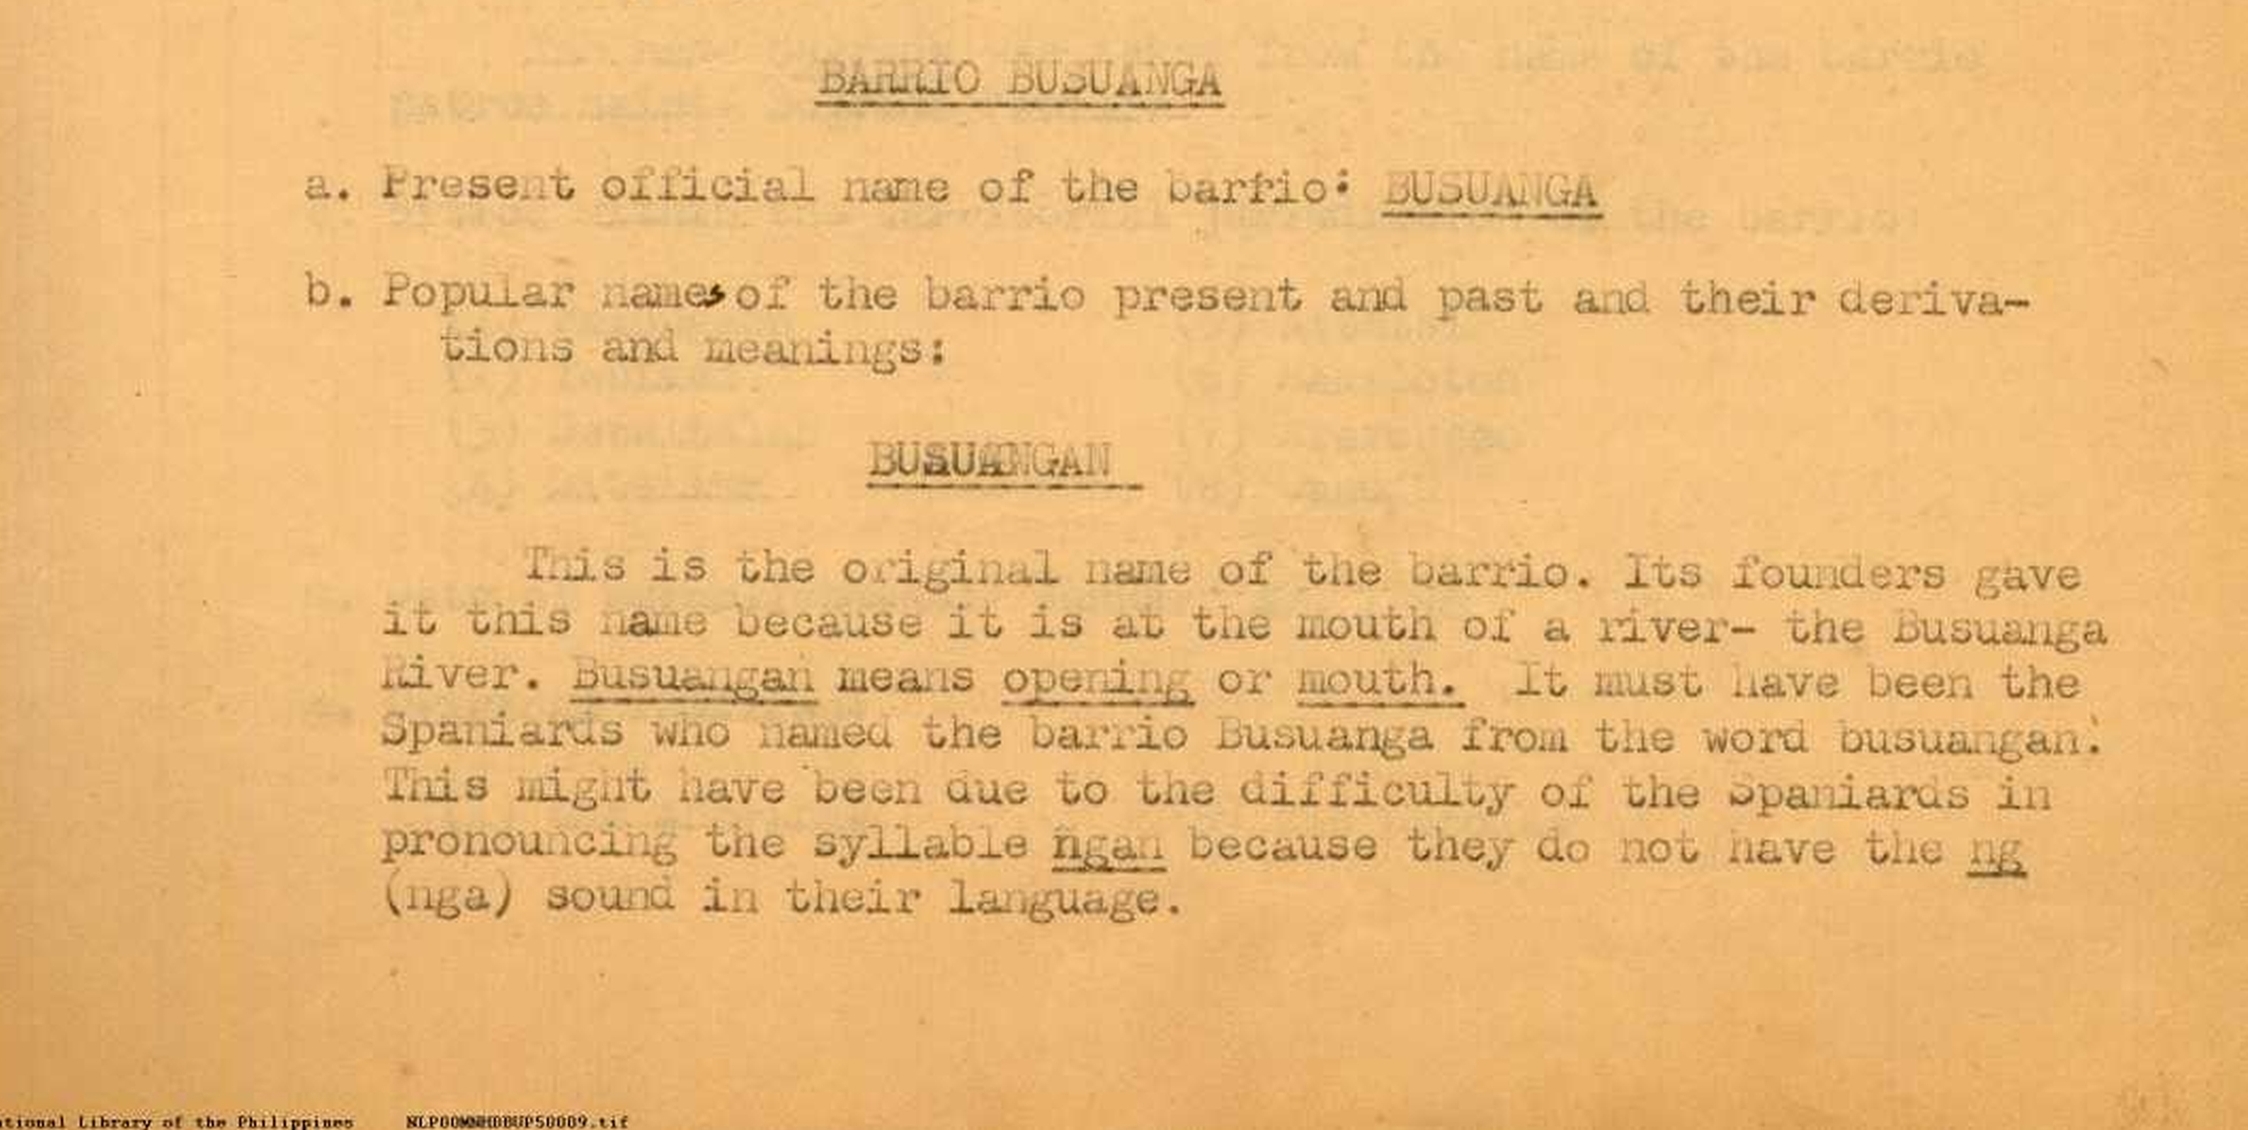 BARRIO BUSUANGA
a. Present official name of the barrio: BUSUANGA
b. Popular names of the barrio present and past and their deriva-
tions and meanings:
BUSUANGAN
This is the original name of the barrio. Its founders gave
it this name because it is at the mouth of a river- the Busuanga
River. Busuangan means opening or mouth. It must have been the
Spaniards who named the barrio Busuanga from the word busuangan.
This might have been due to the difficulty of the Spaniards in
pronouncing the syllable ngan because they do not have the ng
(nga) sound in their language.
ational Library of the Philippines